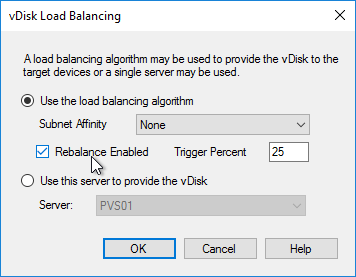 vDisk Load Balancing
A load balancing algorithm may be used to provide the vDisk to the
target devices or a single server may be used.
Use the load balancing algorithm
Subnet Affinity None
Rebalance Enabled Trigger Percent 25
Use this server to provide the vDisk
Server: PVS01
OK Cancel Help